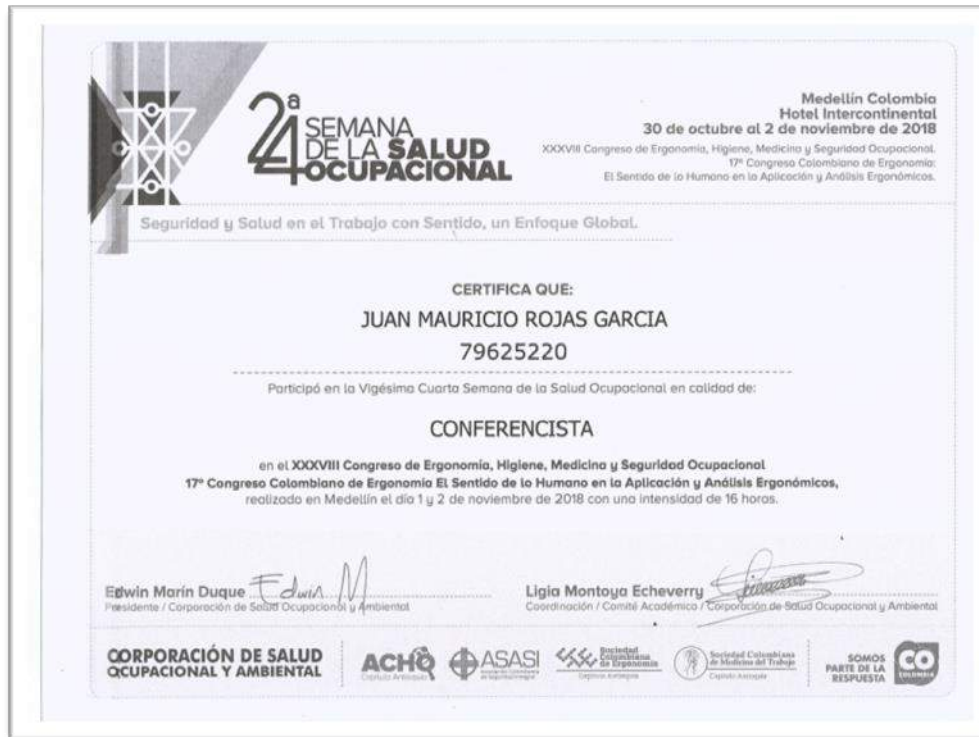 24ª SEMANA
DE LA SALUD
OCUPACIONAL
Medellín Colombia
Hotel Intercontinental
30 de octubre al 2 de noviembre de 2018
XXXVIII Congreso de Ergonomía, Higiene, Medicina y Seguridad Ocupacional.
17º Congreso Colombiano de Ergonomía:
El Sentido de lo Humano en la Aplicación y Análisis Ergonómicos.
Seguridad y Salud en el Trabajo con Sentido, un Enfoque Global.
CERTIFICA QUE:
JUAN MAURICIO ROJAS GARCIA
79625220
Participó en la Vigésima Cuarta Semana de la Salud Ocupacional en calidad de:
CONFERENCISTA
en el XXXVIII Congreso de Ergonomía, Higiene, Medicina y Seguridad Ocupacional
17º Congreso Colombiano de Ergonomía El Sentido de lo Humano en la Aplicación y Análisis Ergonómicos,
realizado en Medellín el día 1 y 2 de noviembre de 2018 con una intensidad de 16 horas.
Edwin Marín Duque Edwin M
Presidente / Corporación de Salud Ocupacional y Ambiental
Ligia Montoya Echeverry
Coordinación / Comité Académico / Corporación de Salud Ocupacional y Ambiental
CORPORACIÓN DE SALUD
OCUPACIONAL Y AMBIENTAL
ACHO
Capítulo Antioquia
ASASI
Sociedad
Colombiana
de Ergonomía
Capítulo Antioquia
Sociedad Colombiana
de Medicina del Trabajo
Capítulo Antioquia
SOMOS
PARTE DE LA
RESPUESTA
CO
COLOMBIA